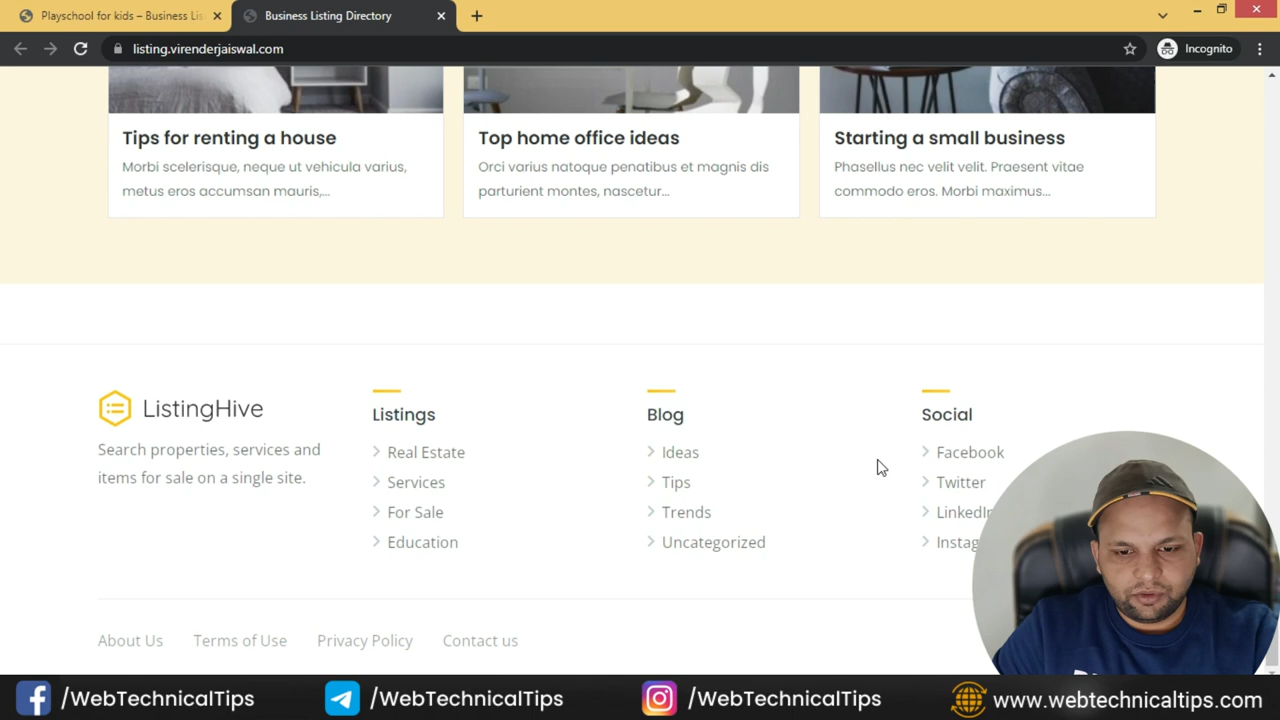 Playschool for kids – Business Lis
Business Listing Directory
listing.virenderjaiswal.com
Incognito
Tips for renting a house
Morbi scelerisque, neque ut vehicula varius,
metus eros accumsan mauris,...
Top home office ideas
Orci varius natoque penatibus et magnis dis
parturient montes, nascetur...
Starting a small business
Phasellus nec velit velit. Praesent vitae
commodo eros. Morbi maximus...
ListingHive
Search properties, services and
items for sale on a single site.
Listings
Real Estate
Services
For Sale
Education
Blog
Ideas
Tips
Trends
Uncategorized
Social
Facebook
Twitter
LinkedIn
Instag
About Us
Terms of Use
Privacy Policy
Contact us
/WebTechnicalTips
/WebTechnicalTips
/WebTechnicalTips
www.webtechnicaltips.com